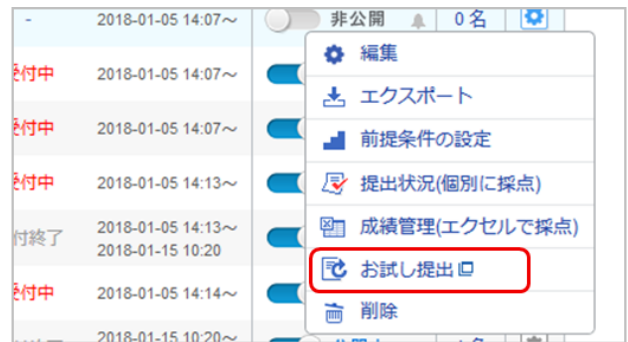 - 2018-01-05 14:07～ 非公開 0名
編集
受付中 2018-01-05 14:07～
エクスポート
受付中 2018-01-05 14:07～
前提条件の設定
受付中 2018-01-05 14:13～
提出状況(個別に採点)
付終了 2018-01-05 14:13～
2018-01-15 10:20
成績管理(エクセルで採点)
お試し提出
受付中 2018-01-05 14:14～
削除
2018-01-15 10:20～